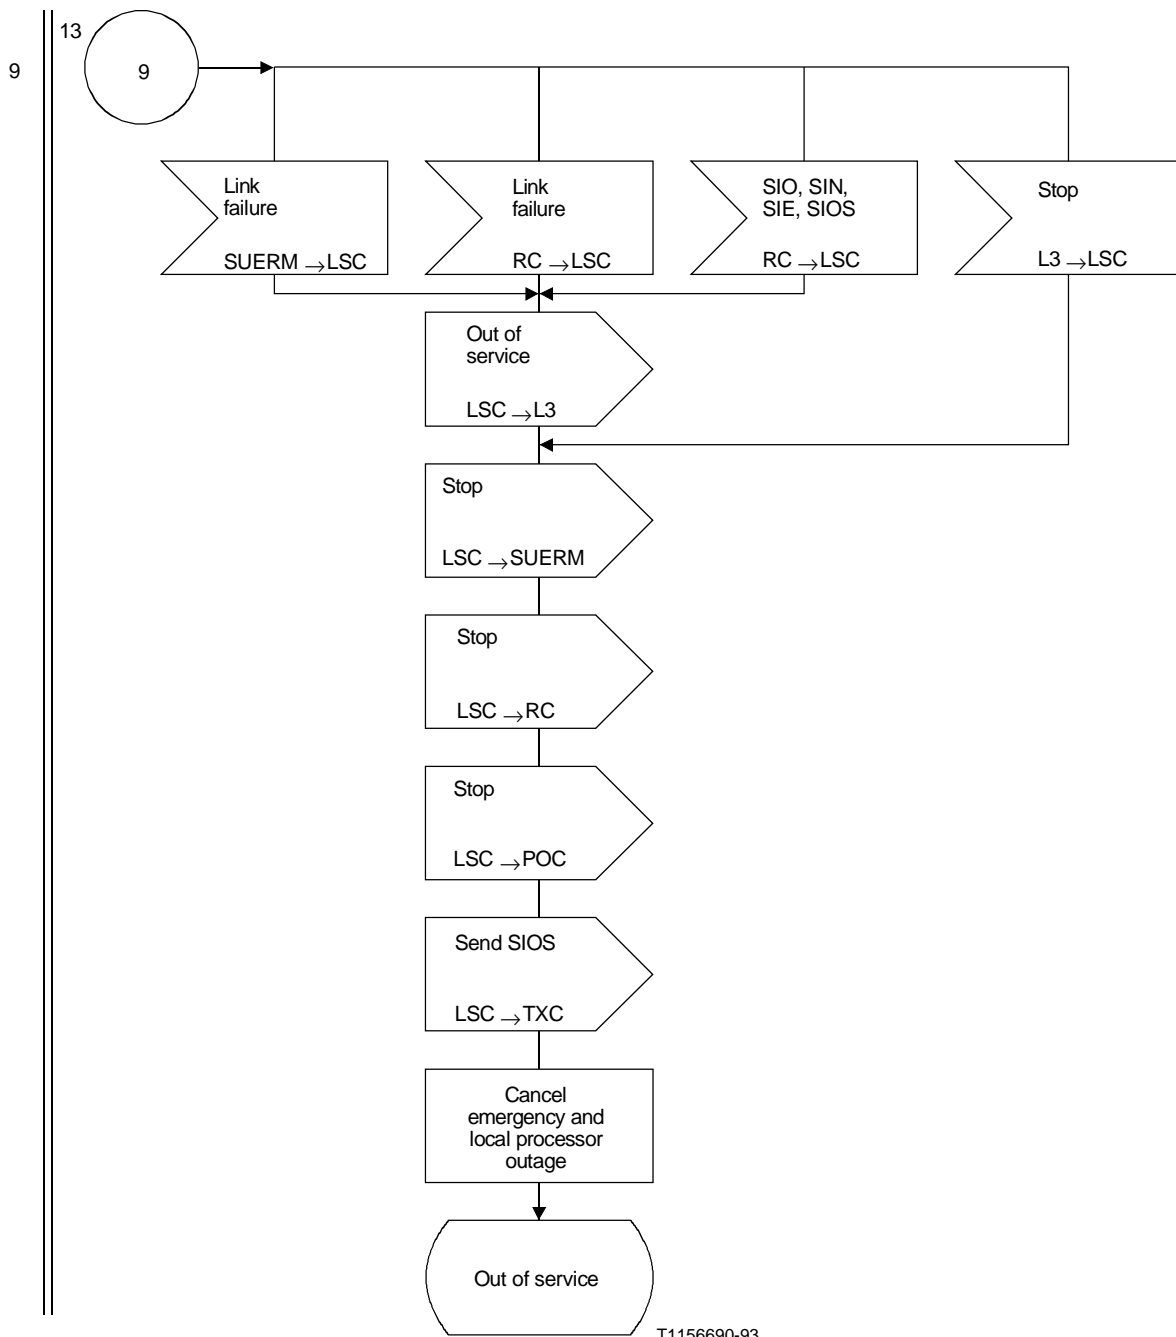 13
9
9
Link
failure
SUERM → LSC
Link
failure
RC → LSC
SIO, SIN,
SIE, SIOS
RC → LSC
Stop
L3 → LSC
Out of
service
LSC → L3
Stop
LSC → SUERM
Stop
LSC → RC
Stop
LSC → POC
Send SIOS
LSC → TXC
Cancel
emergency and
local processor
outage
Out of service
T1156690-93